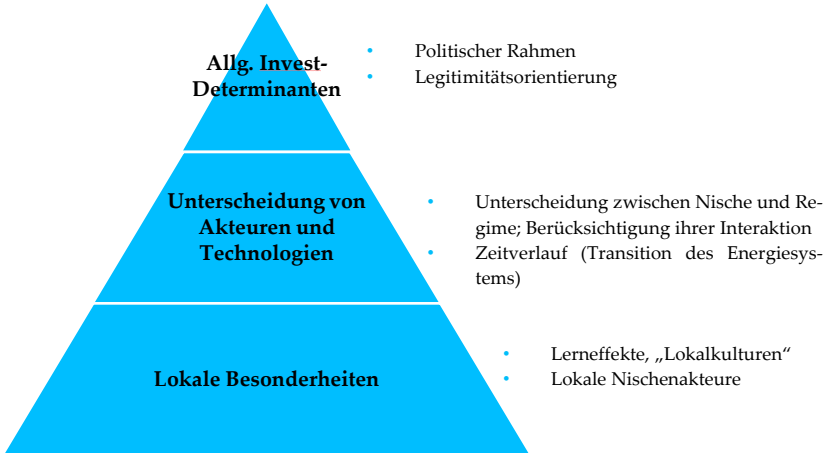 Allg. Invest-
Determinanten
• Politischer Rahmen
• Legitimitätsorientierung
Unterscheidung von
Akteuren und
Technologien
• Unterscheidung zwischen Nische und Re-
gime; Berücksichtigung ihrer Interaktion
• Zeitverlauf (Transition des Energiesys-
tems)
Lokale Besonderheiten
• Lerneffekte, „Lokalkulturen“
• Lokale Nischenakteure